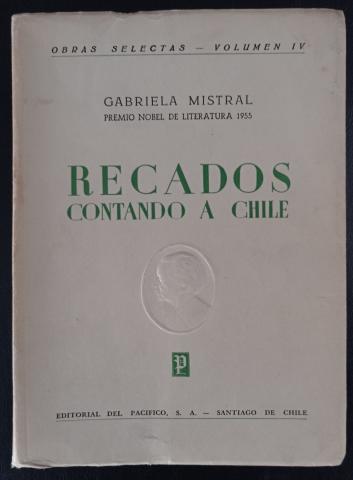 OBRAS SELECTAS — VOLUMEN IV
GABRIELA MISTRAL
PREMIO NOBEL DE LITERATURA 1955
RECADOS
CONTANDO A CHILE
P
EDITORIAL DEL PACIFICO, S. A. — SANTIAGO DE CHILE